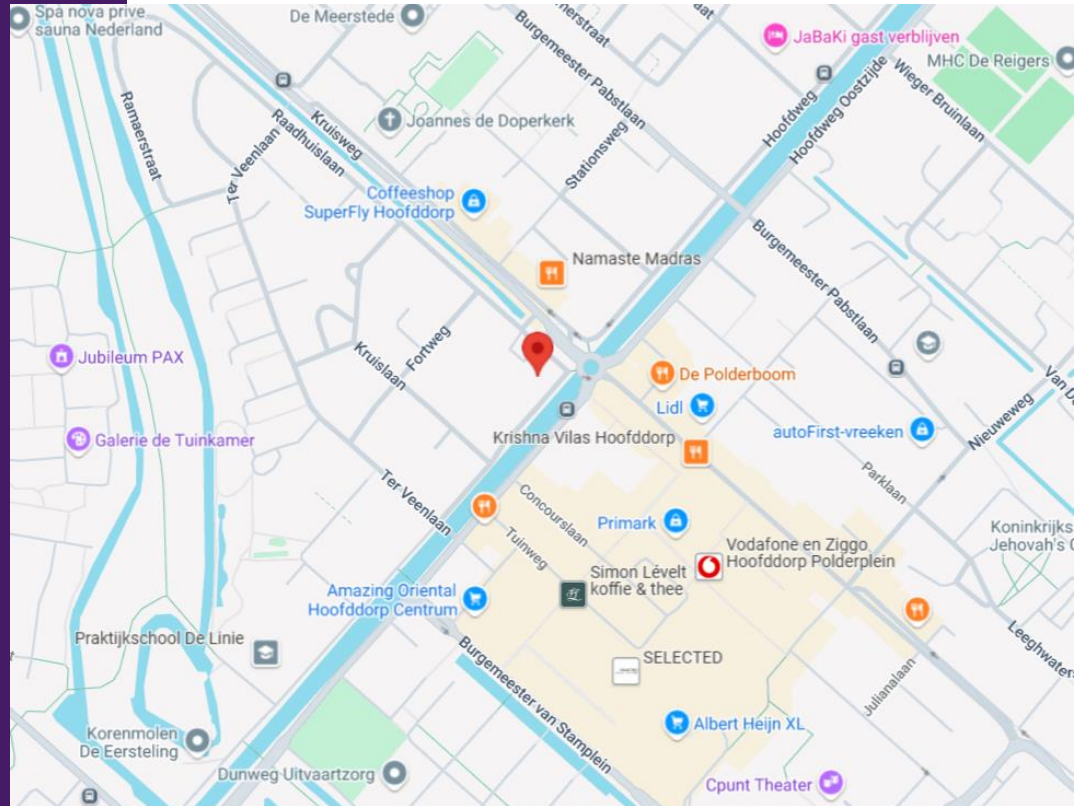 Spa nova prive
sauna Nederland
De Meerstede
JaBaKi gast verblijven
MHC De Reigers
Burgemeester Pabstlaan
Hoofdweg
Hoofdweg Oostzijde
Wieger Bruinlaan
Ramaerstraat
Ter Veenlaan
Raadhuislaan
Kruisweg
Joannes de Doperkerk
Stationsweg
Coffeeshop
SuperFly Hoofddorp
Namaste Madras
Burgemeester Pabstlaan
Jubileum PAX
Kruislaan
Fortweg
De Polderboom
Lidl
autoFirst-vreeken
Nieuweweg
Galerie de Tuinkamer
Krishna Vilas Hoofddorp
Parklaan
Ter Veenlaan
Concourslaan
Tuinweg
Primark
Vodafone en Ziggo
Hoofddorp Polderplein
Koninkrijks
Jehovah's
Simon Lévelt
koffie & thee
Amazing Oriental
Hoofddorp Centrum
Praktijkschool De Linie
SELECTED
Leeghwaters
Julianalaan
Burgemeester van Stamplein
Albert Heijn XL
Korenmolen
De Eersteling
Dunweg Uitvaartzorg
Cpunt Theater